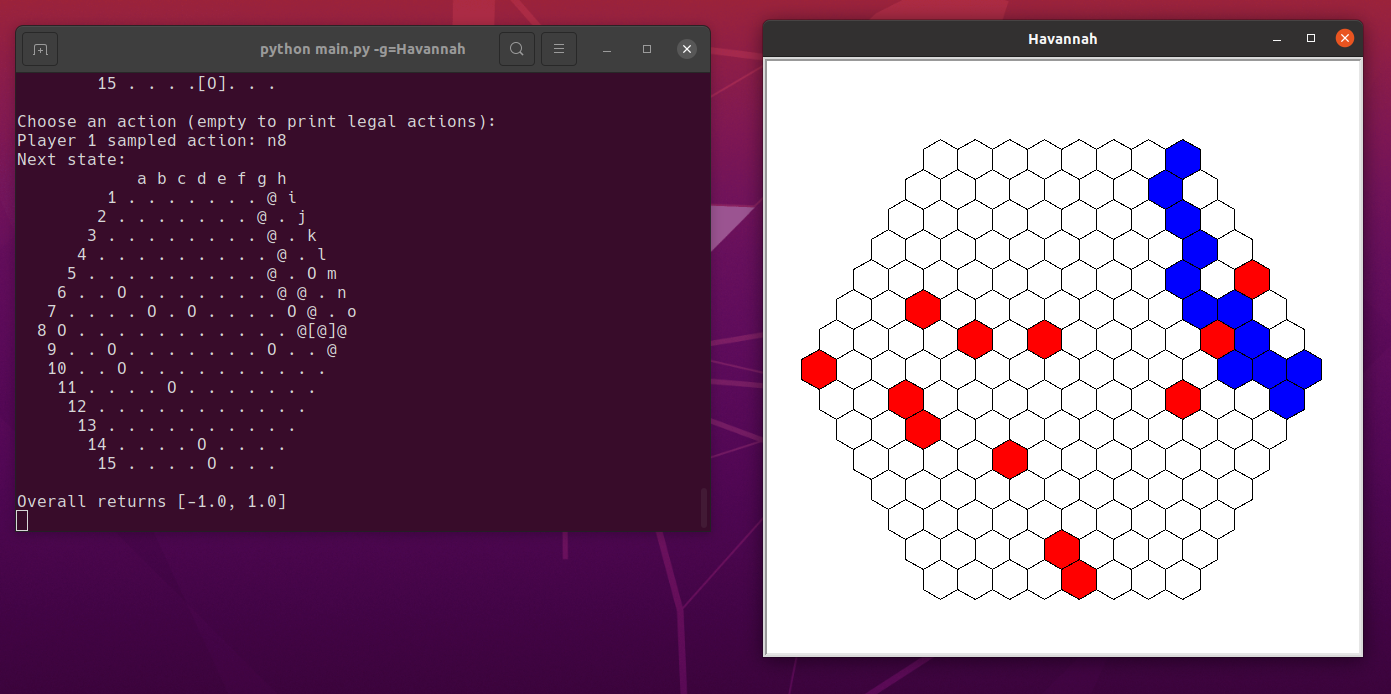 python main.py -g=Havannah
15 . . . .[O]. . .
Choose an action (empty to print legal actions):
Player 1 sampled action: n8
Next state:
a b c d e f g h
1 . . . . . . . @ i
2 . . . . . . . @ . j
3 . . . . . . . . @ . k
4 . . . . . . . . . @ . l
5 . . . . . . . . . @ . O m
6 . . O . . . . . . . @ @ . n
7 . . . . O . O . . . . O @ . o
8 O . . . . . . . . . . . @[@]@
9 . . O . . . . . . . O . . @
10 . . O . . . . . . . . . .
11 . . . . O . . . . . . .
12 . . . . . . . . . . .
13 . . . . . . . . . .
14 . . . . O . . . .
15 . . . . O . . .
Overall returns [-1.0, 1.0]
Havannah